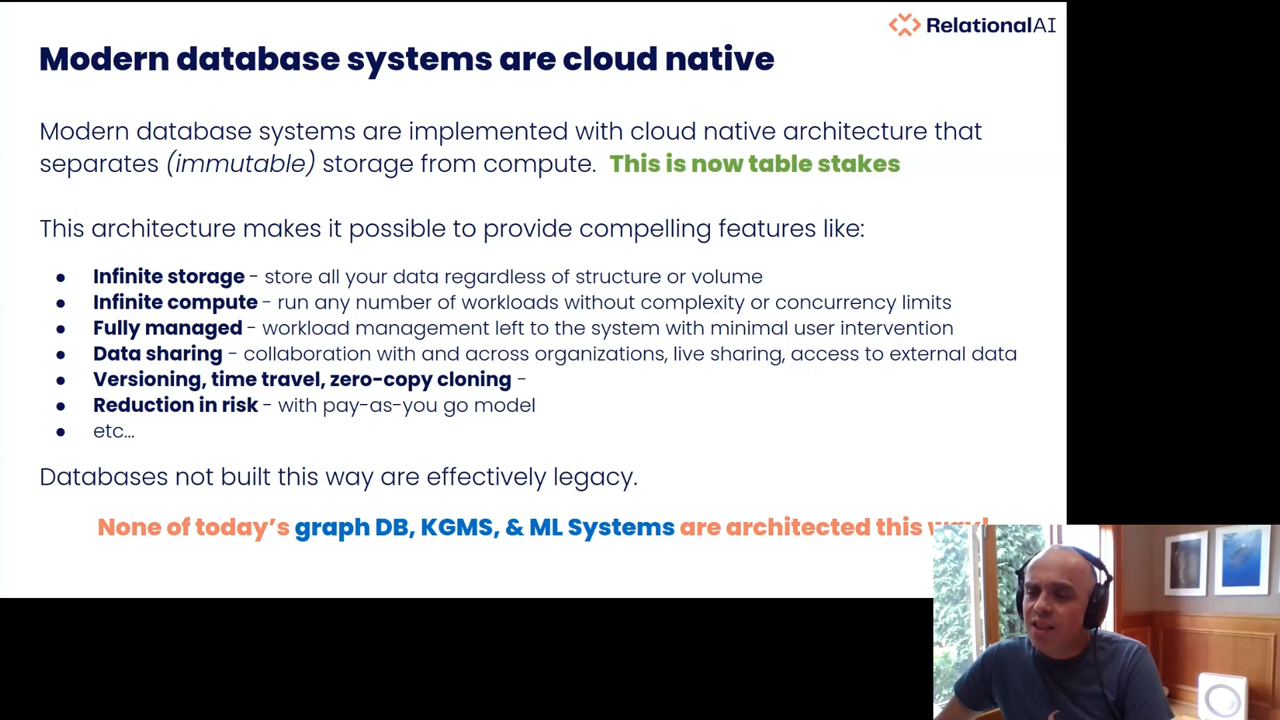 RelationalAI
Modern database systems are cloud native
Modern database systems are implemented with cloud native architecture that
separates (immutable) storage from compute. This is now table stakes
This architecture makes it possible to provide compelling features like:
● Infinite storage - store all your data regardless of structure or volume
● Infinite compute - run any number of workloads without complexity or concurrency limits
● Fully managed - workload management left to the system with minimal user intervention
● Data sharing - collaboration with and across organizations, live sharing, access to external data
● Versioning, time travel, zero-copy cloning -
● Reduction in risk - with pay-as-you go model
● etc...
Databases not built this way are effectively legacy.
None of today's graph DB, KGMS, & ML Systems are architected this way!